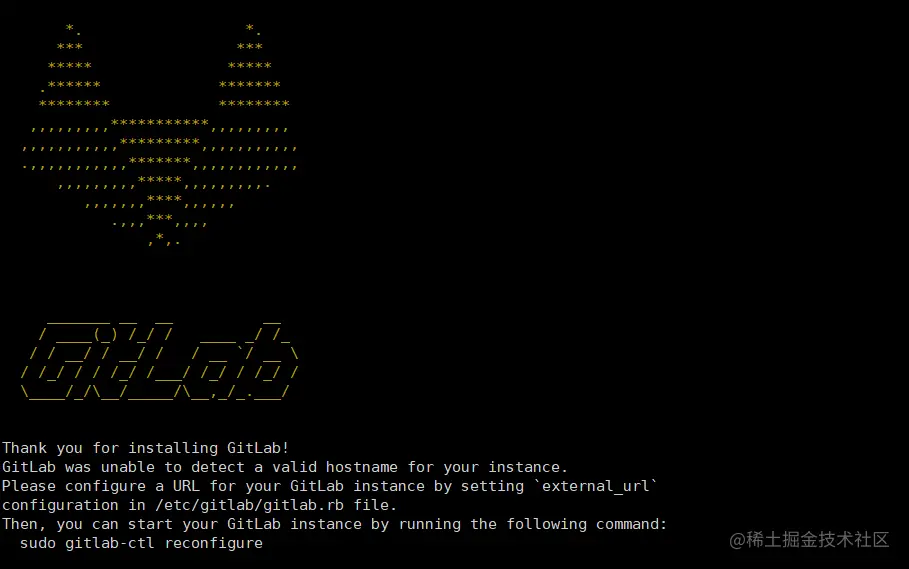 GitLab
Thank you for installing GitLab!
GitLab was unable to detect a valid hostname for your instance.
Please configure a URL for your GitLab instance by setting `external_url`
configuration in /etc/gitlab/gitlab.rb file.
Then, you can start your GitLab instance by running the following command:
sudo gitlab-ctl reconfigure
@稀土掘金技术社区